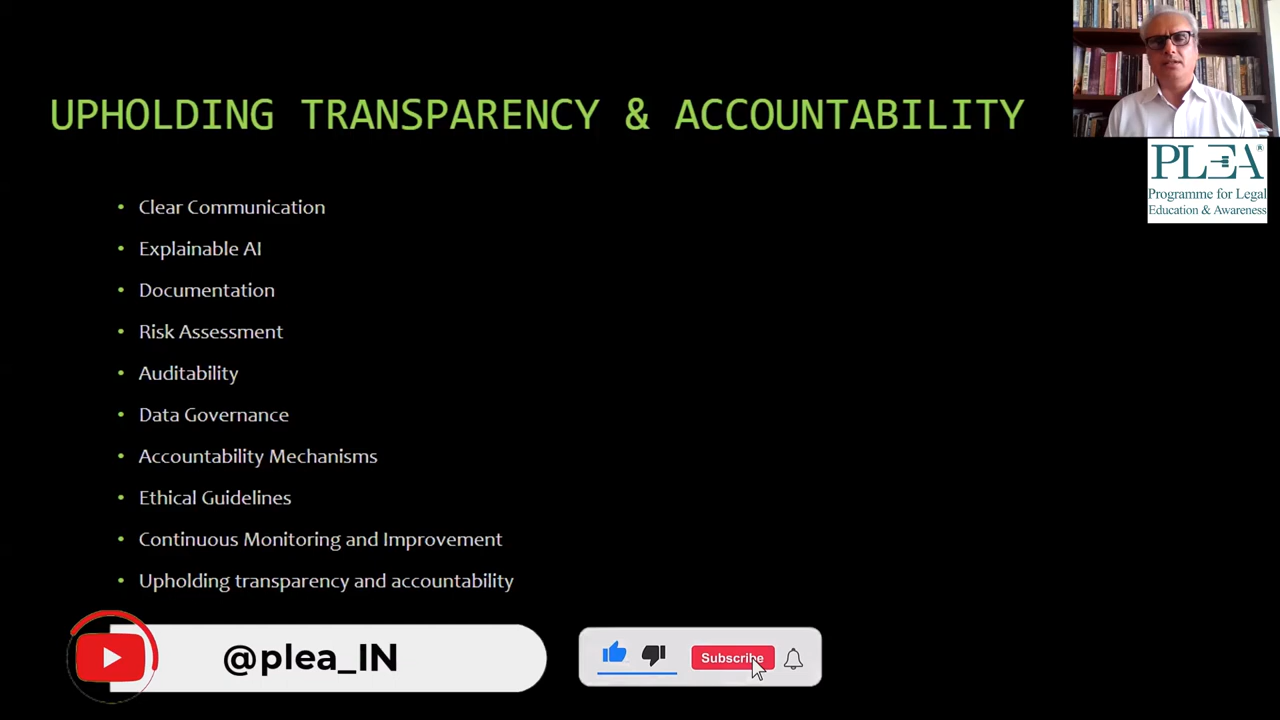 UPHOLDING TRANSPARENCY & ACCOUNTABILITY
PLEA®
Programme for Legal
Education & Awareness
• Clear Communication
• Explainable AI
• Documentation
• Risk Assessment
• Auditability
• Data Governance
• Accountability Mechanisms
• Ethical Guidelines
• Continuous Monitoring and Improvement
• Upholding transparency and accountability
@plea_IN
Subscribe